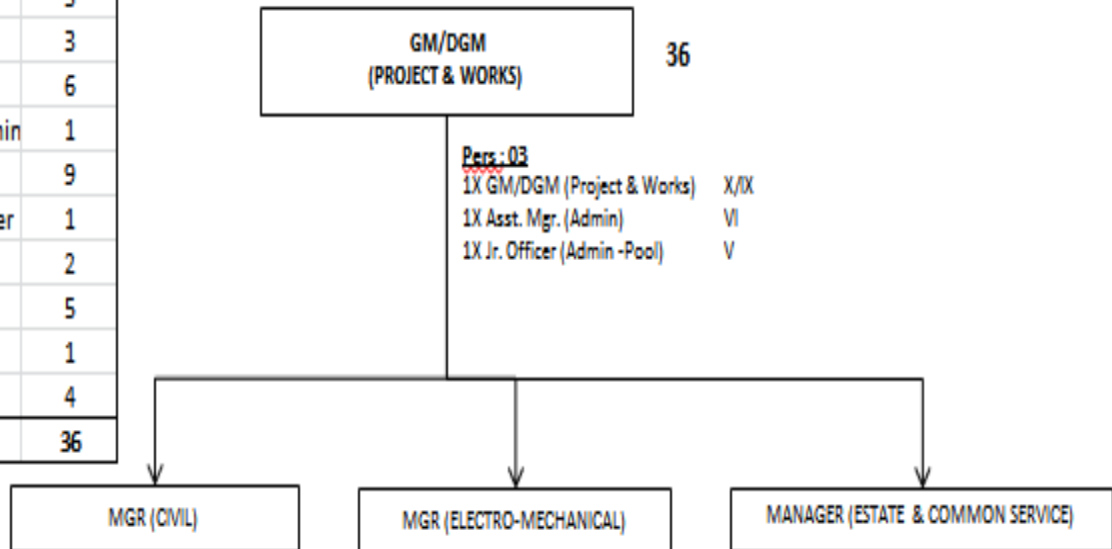 3
6
1
9
er 1
2
5
1
4
36
GM/DGM
(PROJECT & WORKS)
36
Pers : 03
1X GM/DGM (Project & Works) X/IX
1X Asst. Mgr. (Admin) VI
1X Jr. Officer (Admin -Pool) V
MGR (CIVIL)
MGR (ELECTRO-MECHANICAL)
MANAGER (ESTATE & COMMON SERVICE)